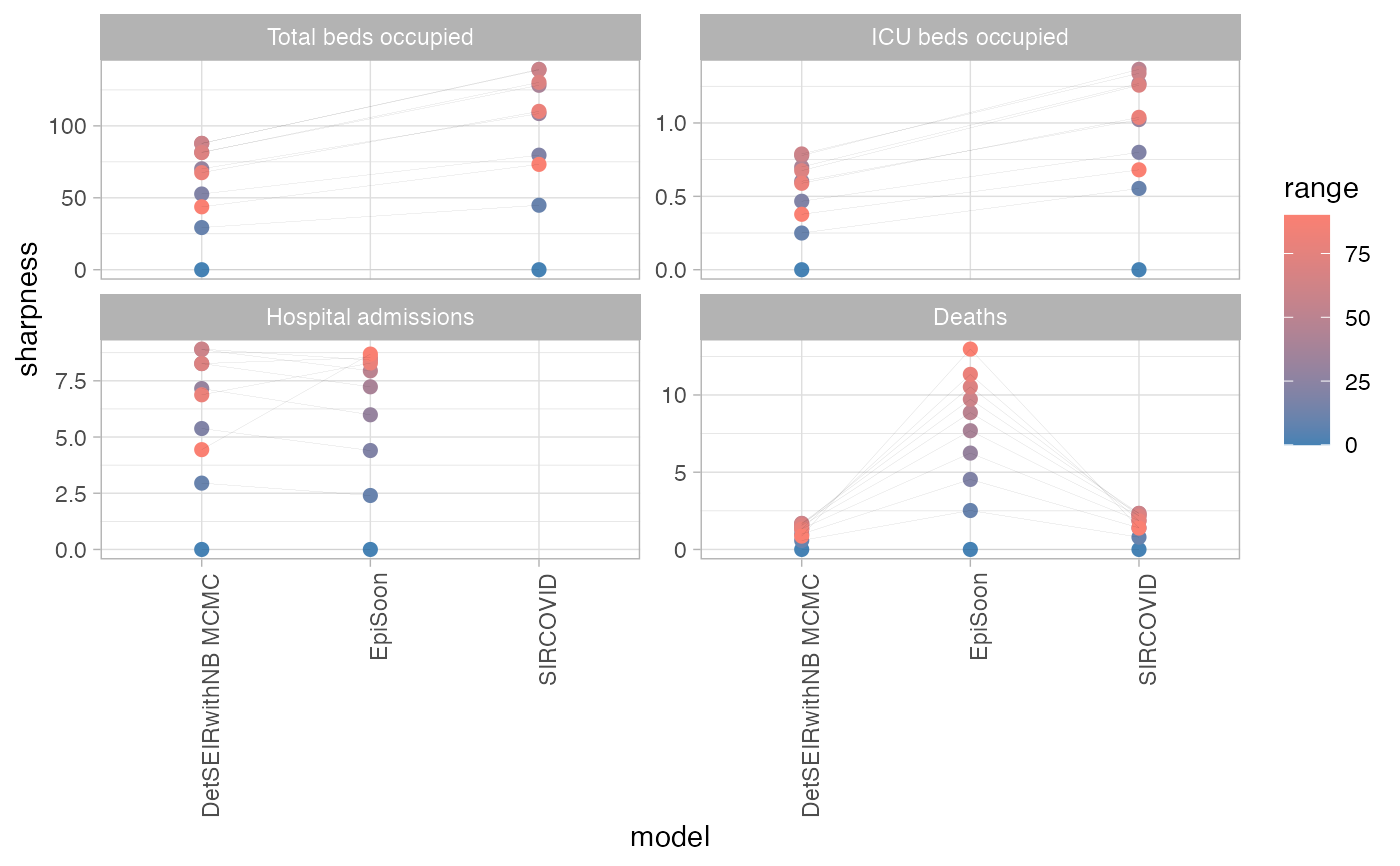 Total beds occupied
ICU beds occupied
100
50
0
1.0
0.5
0.0
Hospital admissions
Deaths
7.5
5.0
2.5
0.0
10
5
0
DetSEIRwithNB MCMC
EpiSoon
SIRCOVID
DetSEIRwithNB MCMC
EpiSoon
SIRCOVID
model
sharpness
range
75
50
25
0